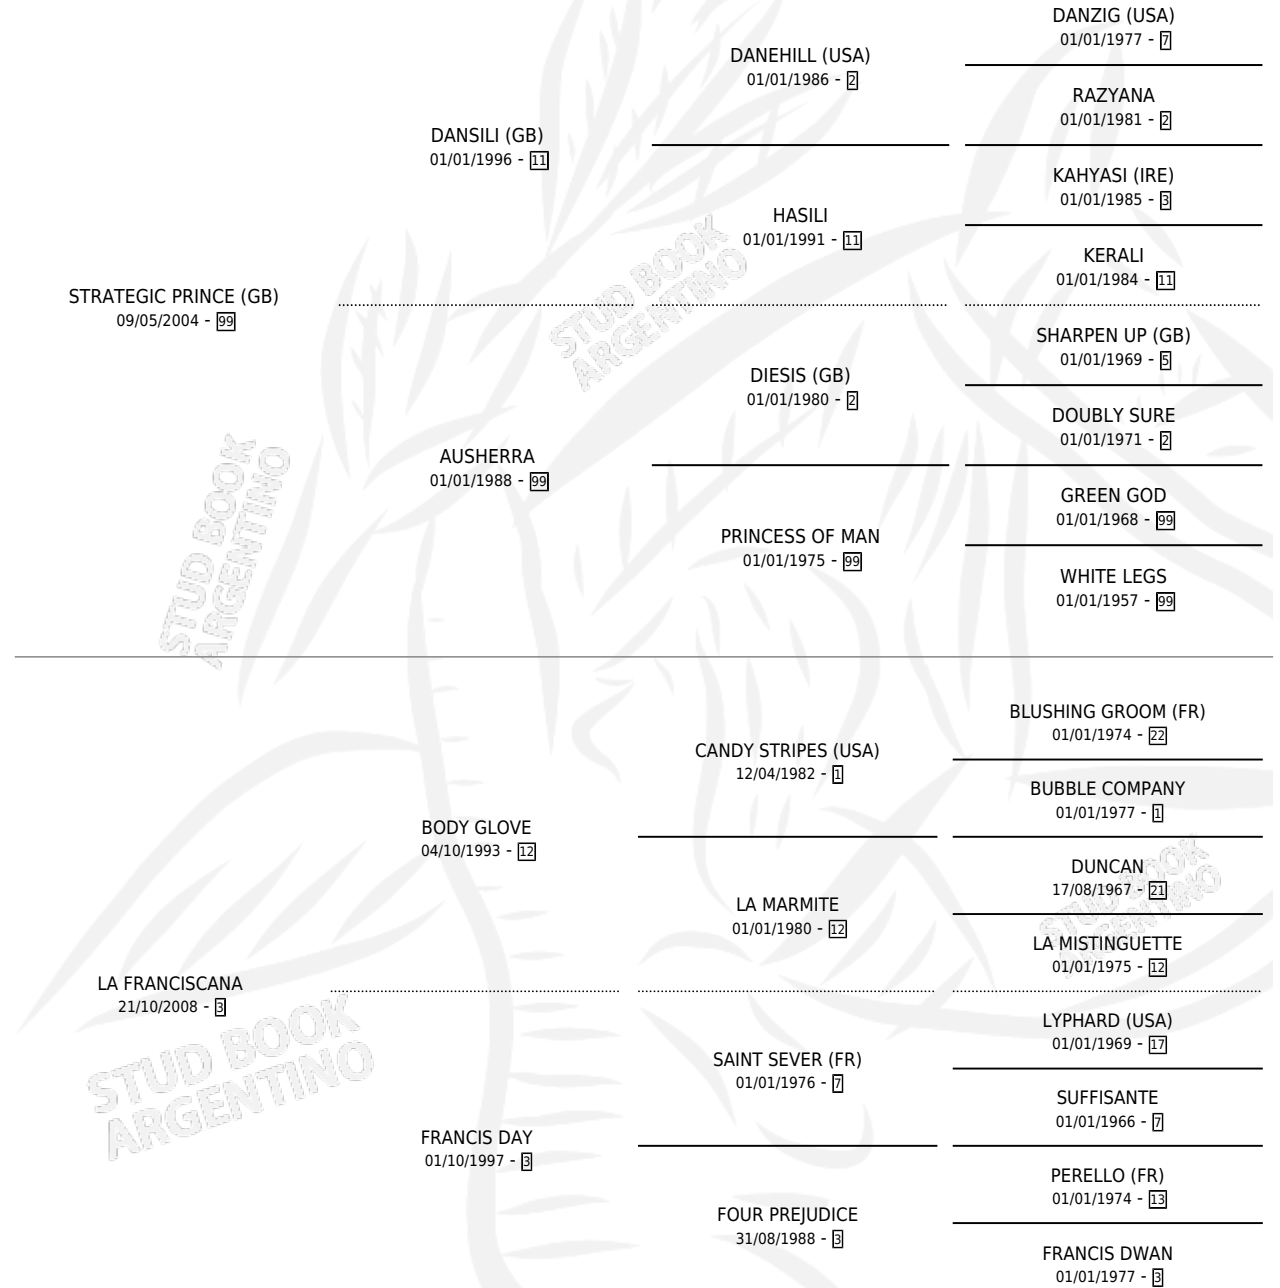 DANZIG (USA)
01/01/1977 - 7
DANEHILL (USA)
01/01/1986 - 2
RAZYANA
01/01/1981 - 2
DANSILI (GB)
01/01/1996 - 11
KAHYASI (IRE)
01/01/1985 - 3
HASILI
01/01/1991 - 11
KERALI
01/01/1984 - 11
STRATEGIC PRINCE (GB)
09/05/2004 - 99
SHARPEN UP (GB)
01/01/1969 - 5
DIESIS (GB)
01/01/1980 - 2
DOUBLY SURE
01/01/1971 - 2
AUSHERRA
01/01/1988 - 99
GREEN GOD
01/01/1968 - 99
PRINCESS OF MAN
01/01/1975 - 99
WHITE LEGS
01/01/1957 - 99
STUD BOOK
ARGENTINO
STUD BOOK
ARGENTINO
BLUSHING GROOM (FR)
01/01/1974 - 22
CANDY STRIPES (USA)
12/04/1982 - 1
BUBBLE COMPANY
01/01/1977 - 1
BODY GLOVE
04/10/1993 - 12
DUNCAN
17/08/1967 - 21
LA MARMITE
01/01/1980 - 12
LA MISTINGUETTE
01/01/1975 - 12
STUD BOOK
ARGENTINO
LA FRANCISCANA
21/10/2008 - 3
LYPHARD (USA)
01/01/1969 - 17
SAINT SEVER (FR)
01/01/1976 - 7
SUFFISANTE
01/01/1966 - 7
FRANCIS DAY
01/10/1997 - 3
PERELLO (FR)
01/01/1974 - 13
FOUR PREJUDICE
31/08/1988 - 3
FRANCIS DWAN
01/01/1977 - 3
STUD BOOK
ARGENTINO